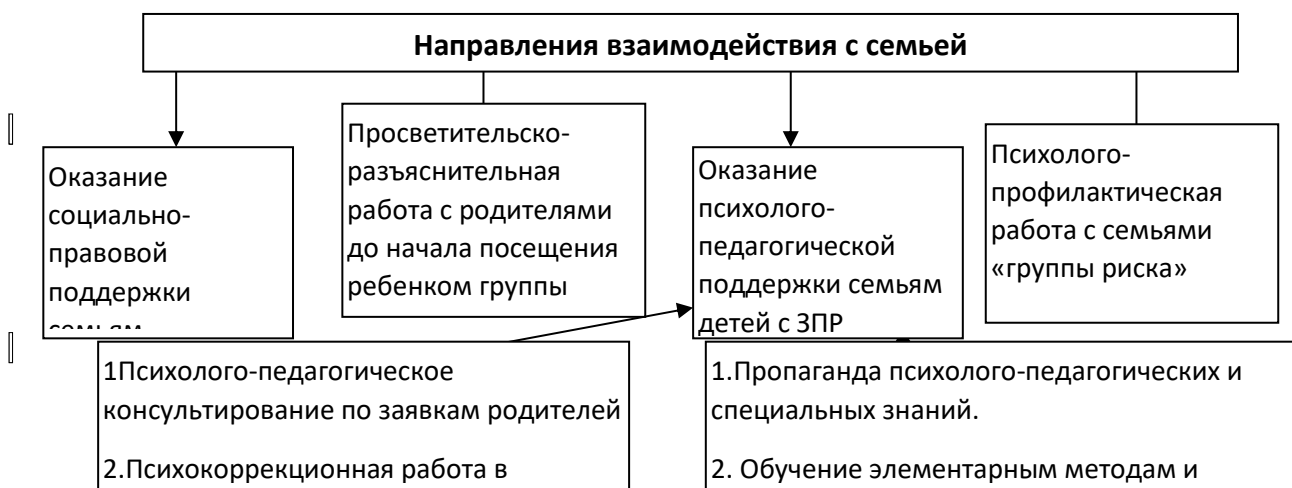 Направления взаимодействия с семьей
Оказание
социально-
правовой
поддержки
Просветительско-
разъяснительная
работа с родителями
до начала посещения
ребенком группы
Оказание
психолого-
педагогической
поддержки семьям
детей с ЗПР
Психолого-
профилактическая
работа с семьями
«группы риска»
1Психолого-педагогическое
консультирование по заявкам родителей
2.Психокоррекционная работа в
1.Пропаганда психолого-педагогических и
специальных знаний.
2. Обучение элементарным методам и